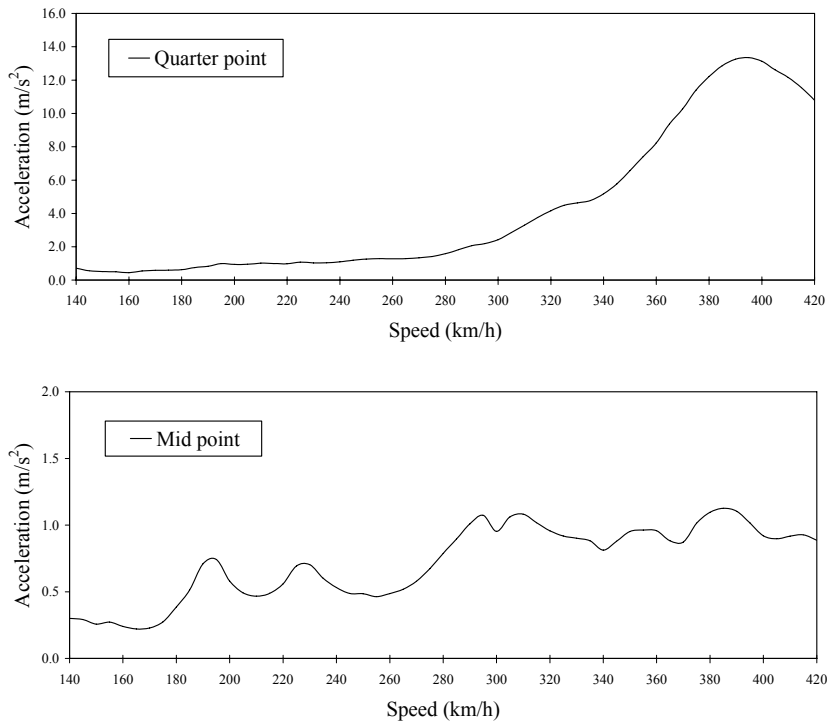 16.0
14.0
12.0
10.0
8.0
6.0
4.0
2.0
0.0
Acceleration (m/s²)
Quarter point
140 160 180 200 220 240 260 280 300 320 340 360 380 400 420
Speed (km/h)
2.0
1.5
1.0
0.5
0.0
Acceleration (m/s²)
Mid point
140 160 180 200 220 240 260 280 300 320 340 360 380 400 420
Speed (km/h)